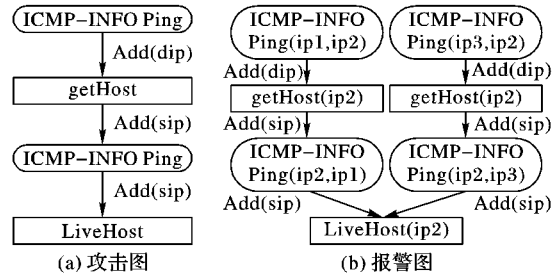 ICMP-INFO Ping
Add(dip)
getHost
Add(sip)
ICMP-INFO Ping
Add(sip)
LiveHost
(a) 攻击图
ICMP-INFO
Ping(ip1,ip2)
Add(dip)
getHost(ip2)
Add(sip)
ICMP-INFO
Ping(ip2,ip1)
Add(sip)
ICMP-INFO
Ping(ip3,ip2)
Add(dip)
getHost(ip2)
Add(sip)
ICMP-INFO
Ping(ip2,ip3)
Add(sip)
LiveHost(ip2)
(b) 报警图